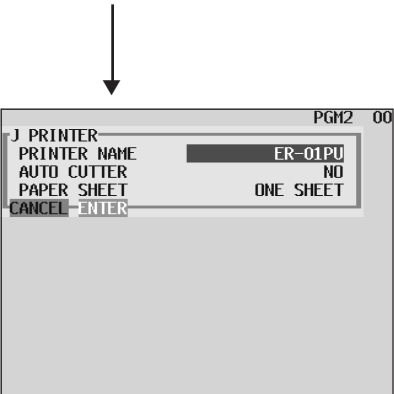 PGM2 00
J PRINTER
PRINTER NAME ER-01PU
AUTO CUTTER NO
PAPER SHEET ONE SHEET
CANCEL ENTER